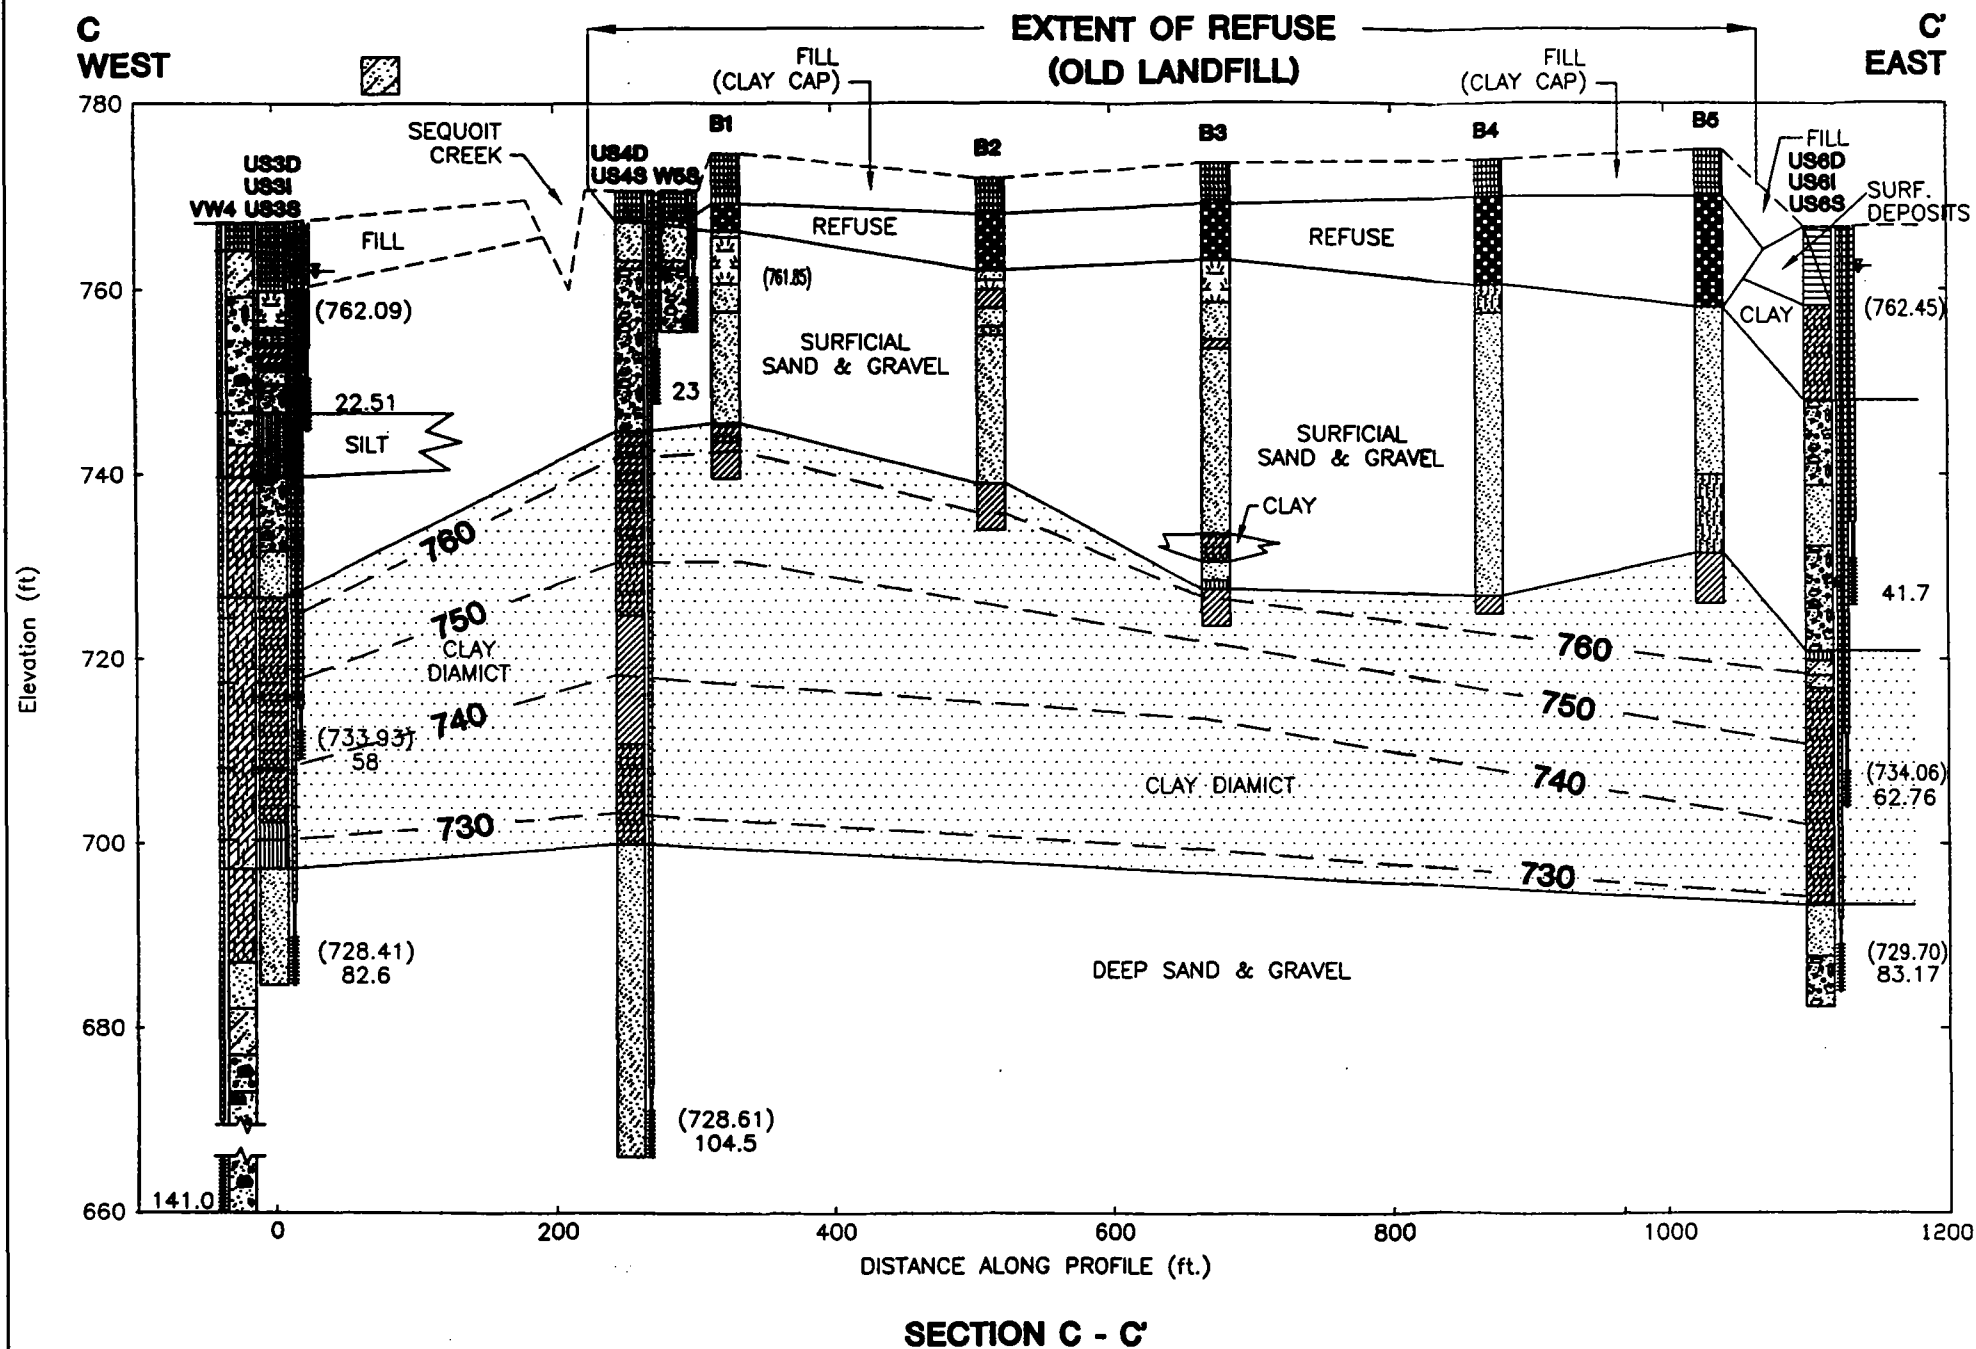 C
WEST
EXTENT OF REFUSE
(OLD LANDFILL)
C'
EAST
FILL
(CLAY CAP)
FILL
(CLAY CAP)
780
760
740
720
700
680
660
Elevation (ft)
SEQUOIT
CREEK
US3D
US3I
VW4 US3S
US4D
US4S W5S
B1
B2
B3
B4
B5
FILL
US6D
US6I
US6S
SURF.
DEPOSITS
FILL
REFUSE
REFUSE
(762.09)
(761.85)
CLAY
(762.45)
SURFICIAL
SAND & GRAVEL
22.51
23
SILT
SURFICIAL
SAND & GRAVEL
CLAY
760
750
CLAY
DIAMICT
740
730
760
750
740
730
41.7
(733.93)
58
CLAY DIAMICT
(734.06)
62.76
(728.41)
82.6
DEEP SAND & GRAVEL
(729.70)
83.17
(728.61)
104.5
141.0
0
200
400
600
800
1000
1200
DISTANCE ALONG PROFILE (ft.)
SECTION C - C'